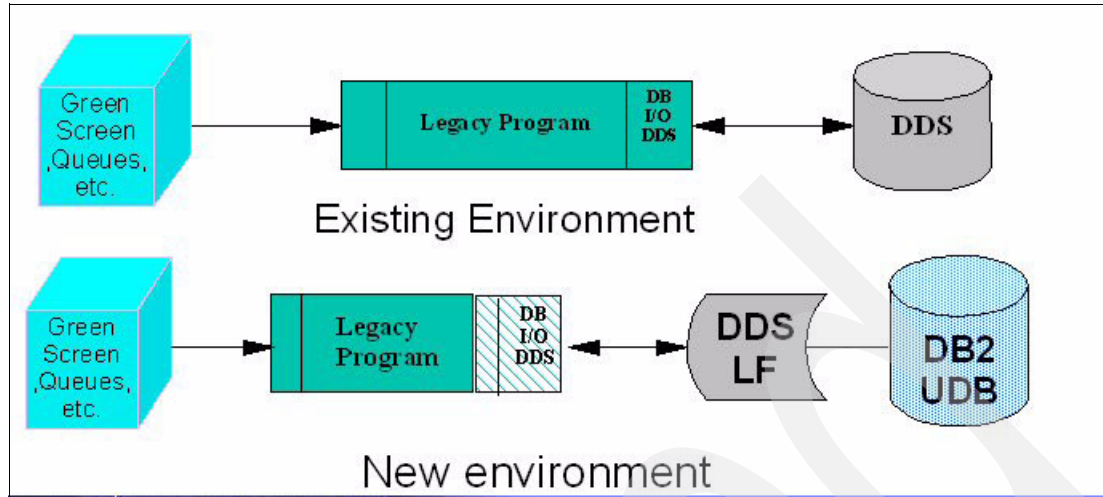 Green
Screen
,Queues,
etc.
Legacy Program
DB
I/O
DDS
DDS
Existing Environment
Green
Screen
,Queues,
etc.
Legacy
Program
DB
I/O
DDS
DDS
LF
DB2
UDB
New environment